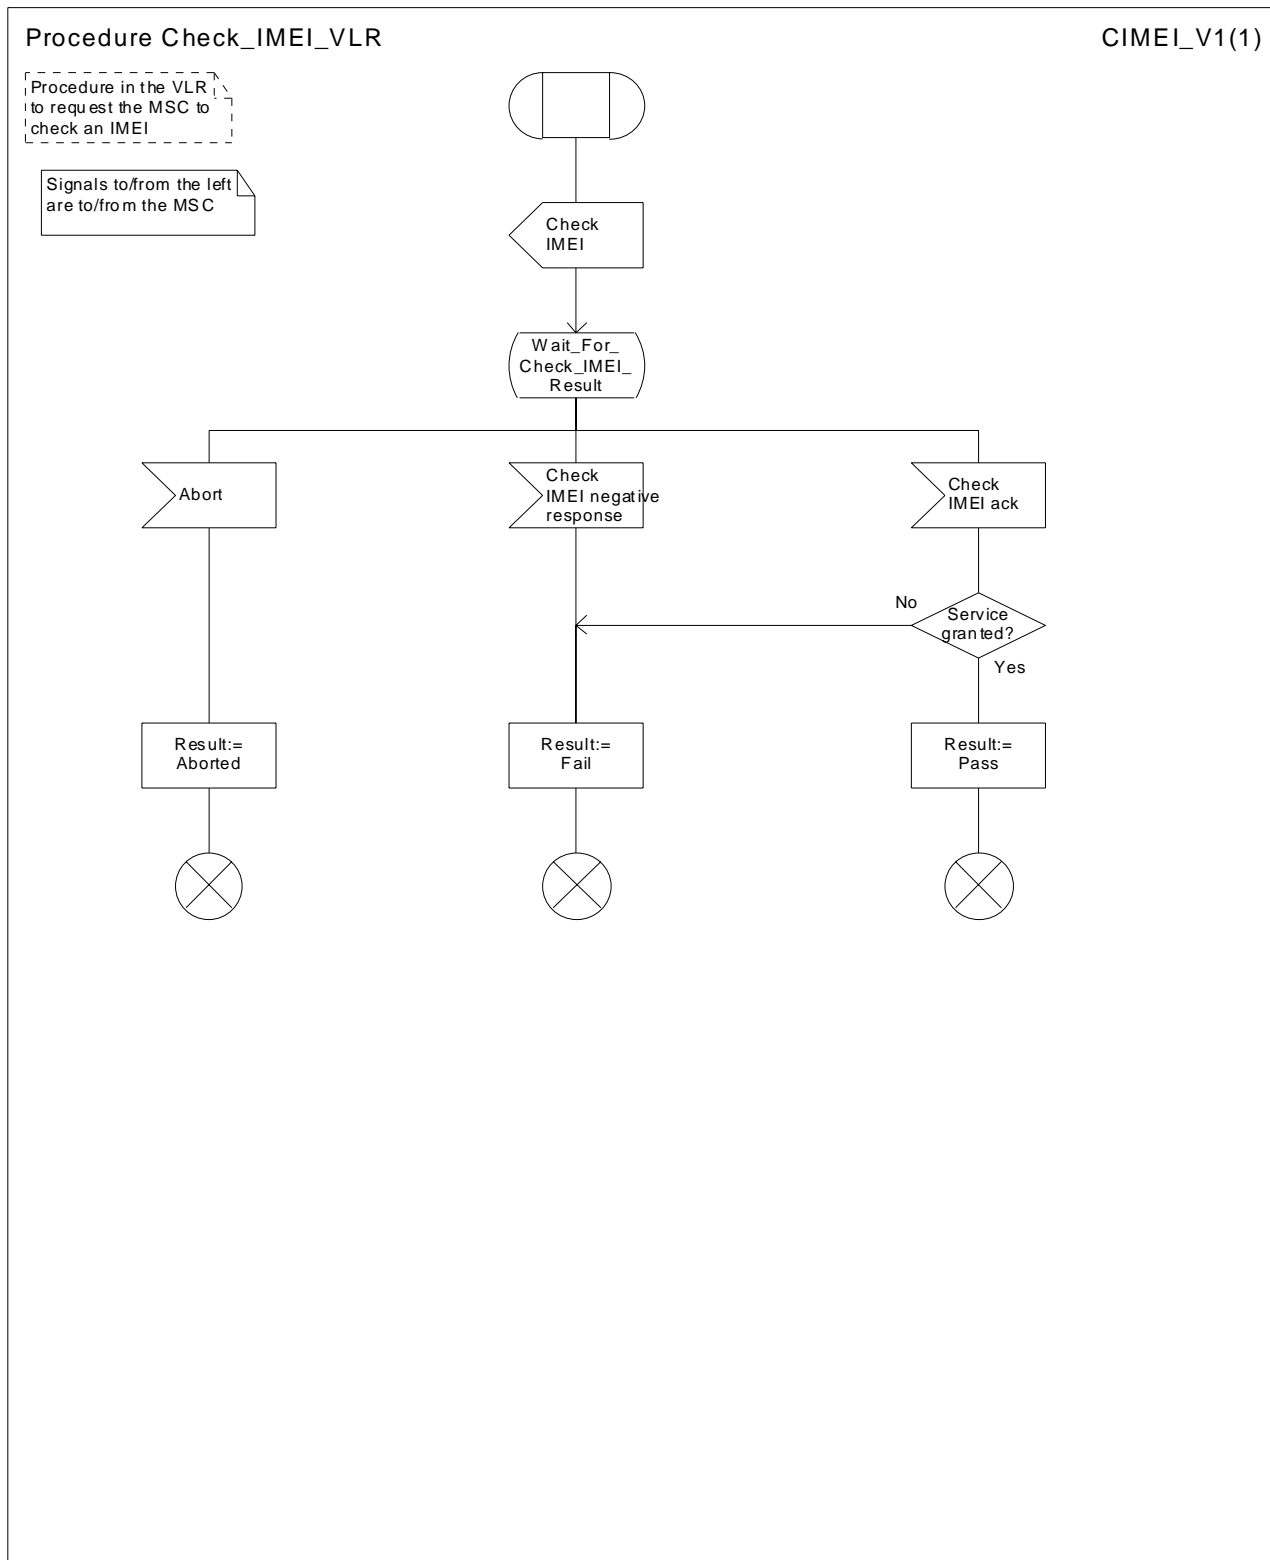 Procedure Check_IMEI_VLR
CIMEI_V1(1)
Procedure in the VLR
to request the MSC to
check an IMEI
Signals to/from the left
are to/from the MSC
Check
IMEI
Wait_For_
Check_IMEI_
Result
Abort
Check
IMEI negative
response
Check
IMEI ack
No
Service
granted?
Yes
Result:=
Aborted
Result:=
Fail
Result:=
Pass